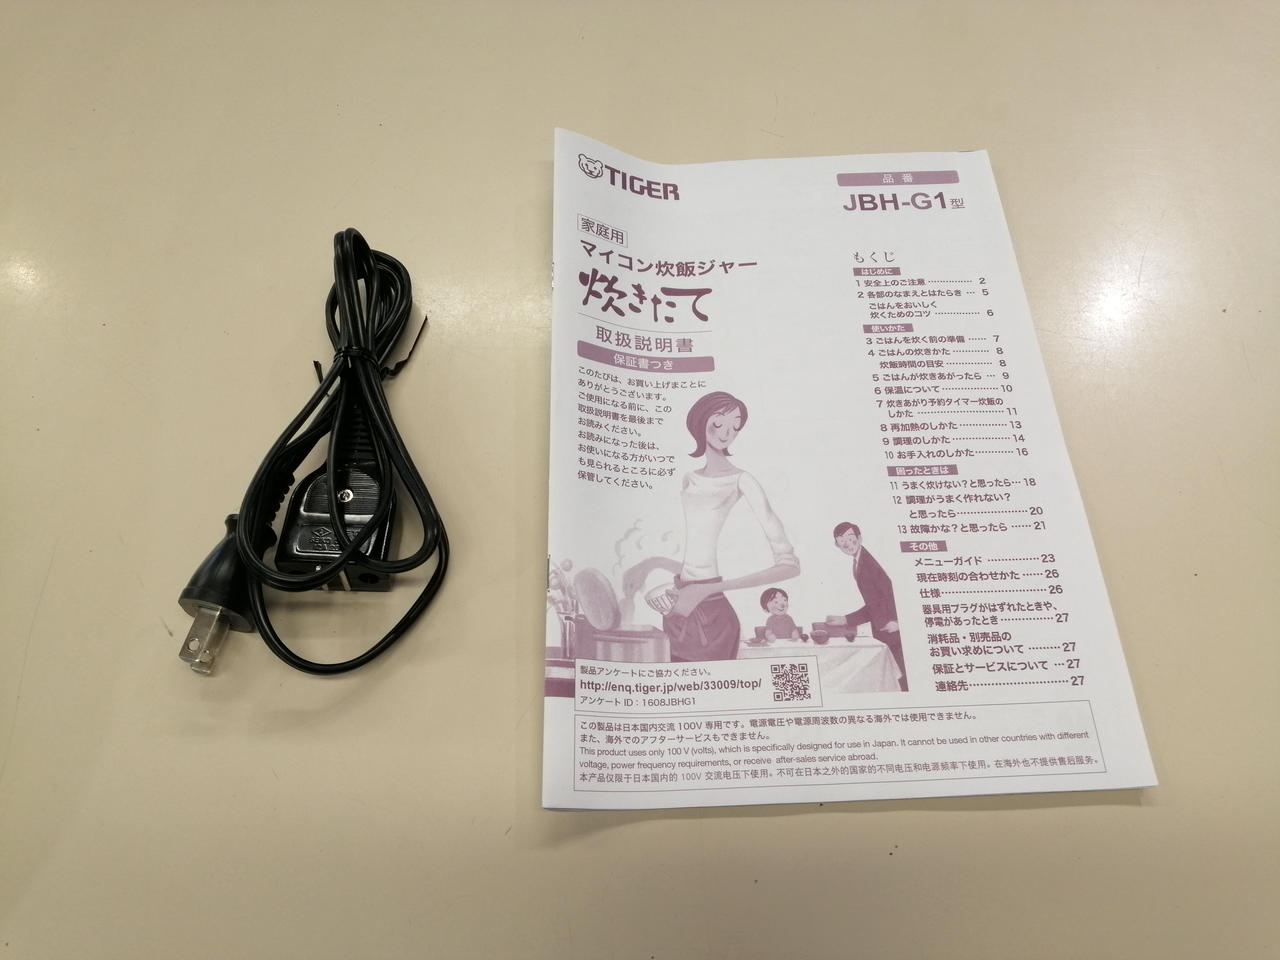 TIGER
家庭用
マイコン炊飯ジャー
炊きたて
取扱説明書
保証書つき
このたびは、お買い上げまことに
ありがとうございます。
ご使用になる前に、この
取扱説明書を最後まで
お読みください。
お読みになった後は、
お使いになる方がいつで
も見られるところに必ず
保管してください。
製品アンケートにご協力ください。
http://enq.tiger.jp/web/33009/top/
アンケート ID：1608JBHG1
品番
JBH-G1型
もくじ
はじめに
1 安全上のご注意 …………… 2
2 各部のなまえとはたらき … 5
ごはんをおいしく
炊くためのコツ …………… 6
使いかた
3 ごはんを炊く前の準備 …… 7
4 ごはんの炊きかた ………… 8
炊飯時間の目安 …………… 8
5 ごはんが炊きあがったら … 9
6 保温について ……………… 10
7 炊きあがり予約タイマー炊飯の
しかた ……………………… 11
8 再加熱のしかた …………… 13
9 調理のしかた ……………… 14
10 お手入れのしかた ………… 16
困ったときは
11 うまく炊けない？と思ったら… 18
12 調理がうまく作れない？
と思ったら ………………… 20
13 故障かな？と思ったら …… 21
その他
メニューガイド …………… 23
現在時刻の合わせかた …… 26
仕様 ………………………… 26
器具用プラグがはずれたときや、
停電があったとき ………… 27
消耗品・別売品の
お買い求めについて ……… 27
保証とサービスについて … 27
連絡先 ……………………… 27
この製品は日本国内交流 100V 専用です。電源電圧や電源周波数の異なる海外では使用できません。
また、海外でのアフターサービスもできません。
This product uses only 100 V (volts), which is specifically designed for use in Japan. It cannot be used in other countries with different
voltage, power frequency requirements, or receive after-sales service abroad.
本产品仅限于日本国内的 100V 交流电压下使用。不可在日本之外的国家的不同电压和电源频率下使用。在海外也不提供售后服务。